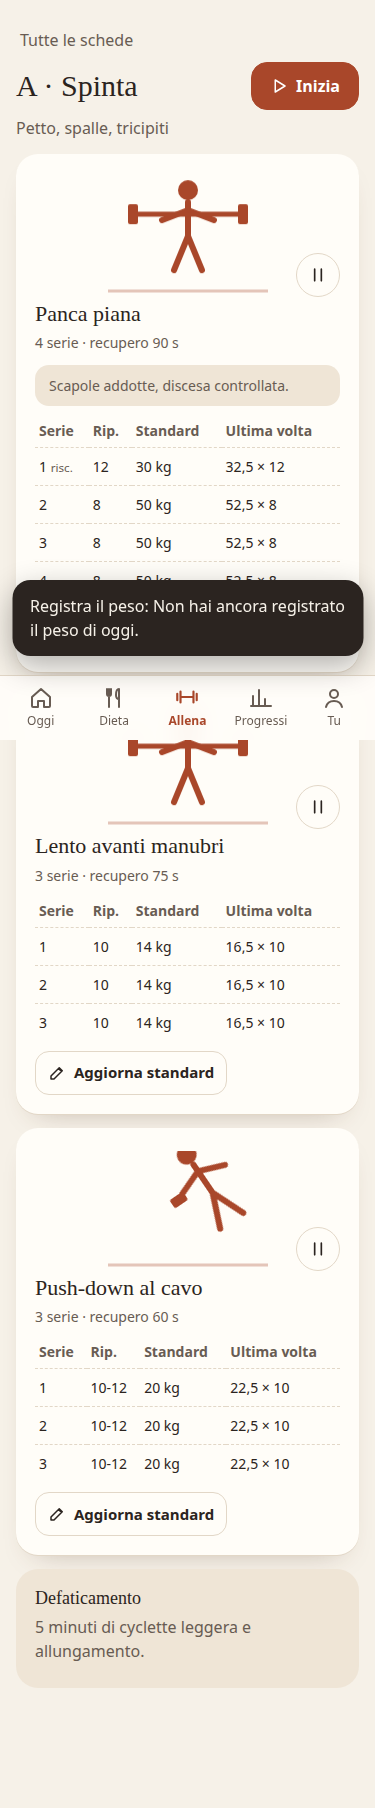 Tutte le schede
A · Spinta
Inizia
Petto, spalle, tricipiti
Panca piana
4 serie · recupero 90 s
Scapole addotte, discesa controllata.
Serie Rip. Standard Ultima volta
1 risc. 12 30 kg 32,5 × 12
2 8 50 kg 52,5 × 8
3 8 50 kg 52,5 × 8
4 8 50 kg 52,5 × 8
Registra il peso: Non hai ancora registrato
il peso di oggi.
Oggi Dieta Allena Progressi Tu
Lento avanti manubri
3 serie · recupero 75 s
Serie Rip. Standard Ultima volta
1 10 14 kg 16,5 × 10
2 10 14 kg 16,5 × 10
3 10 14 kg 16,5 × 10
Aggiorna standard
Push-down al cavo
3 serie · recupero 60 s
Serie Rip. Standard Ultima volta
1 10-12 20 kg 22,5 × 10
2 10-12 20 kg 22,5 × 10
3 10-12 20 kg 22,5 × 10
Aggiorna standard
Defaticamento
5 minuti di cyclette leggera e
allungamento.